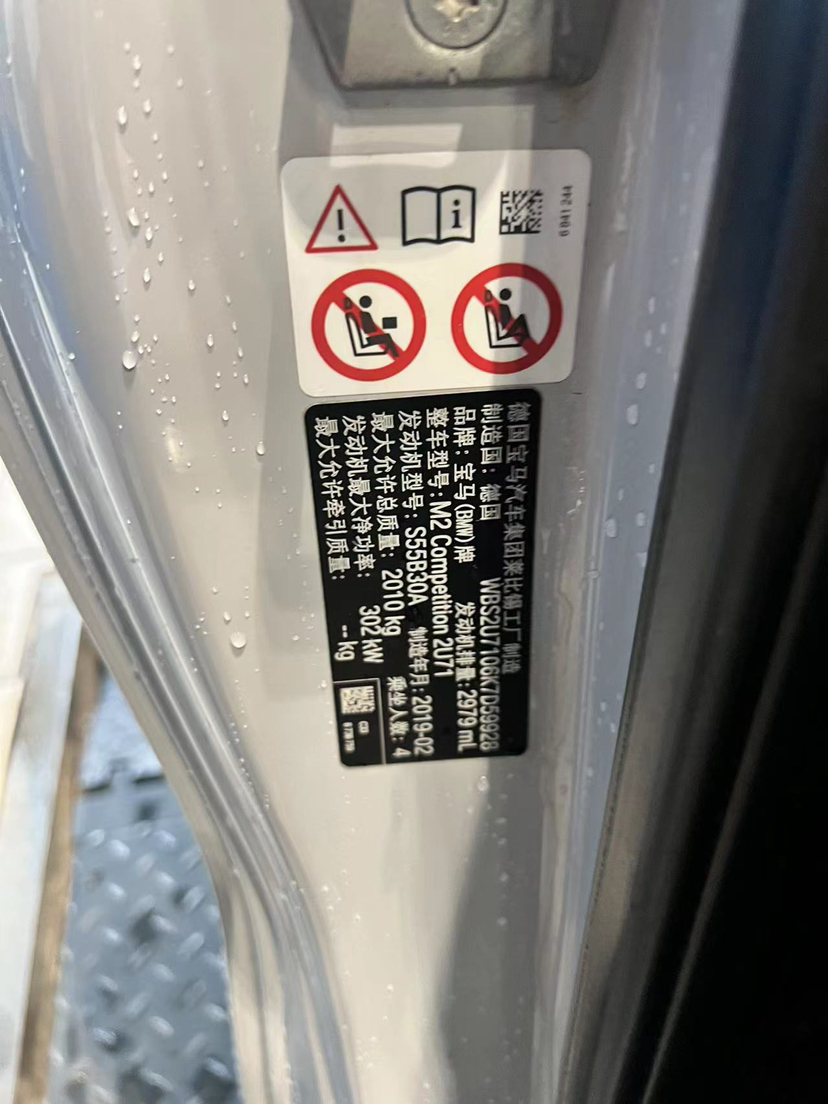 6 841 244
德国宝马汽车集团莱比锡工厂制造
制造国：德国 WBS2U7106K7D59928
品牌：宝马(BMW)牌 发动机排量：2979 mL
整车型号：M2 Competition 2U71
发动机型号：S55B30A 制造年月：2019-02
最大允许总质量：2010 kg 乘坐人数：4
发动机最大净功率：302 kW
最大允许牵引质量：-- kg